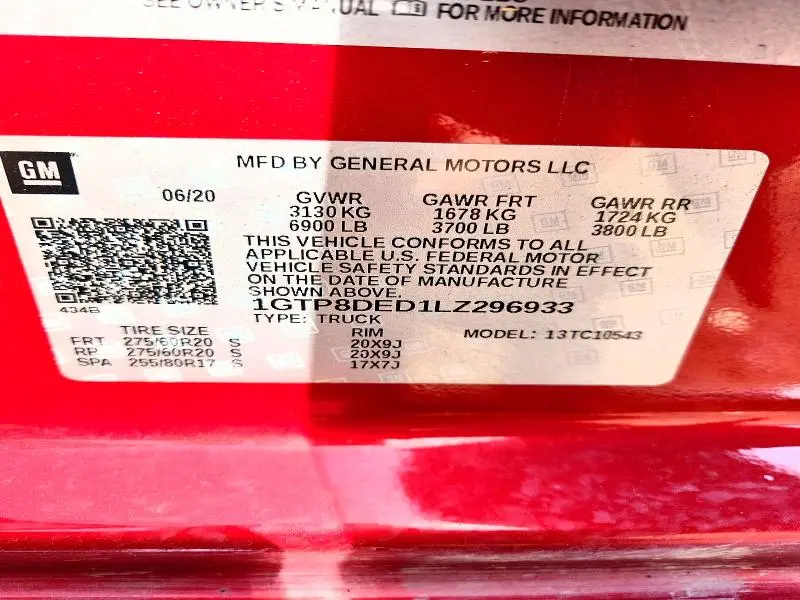 SEE OWNER'S MANUAL FOR MORE INFORMATION
GM
MFD BY GENERAL MOTORS LLC
06/20 GVWR GAWR FRT GAWR RR
3130 KG 1678 KG 1724 KG
6900 LB 3700 LB 3800 LB
THIS VEHICLE CONFORMS TO ALL
APPLICABLE U.S. FEDERAL MOTOR
VEHICLE SAFETY STANDARDS IN EFFECT
ON THE DATE OF MANUFACTURE
SHOWN ABOVE.
434B
1GTP8DED1LZ296933
TYPE: TRUCK
TIRE SIZE RIM MODEL: 13TC10543
FRT 275/60R20 S 20X9J
RR 275/60R20 S 20X9J
SPA 255/80R17 S 17X7J